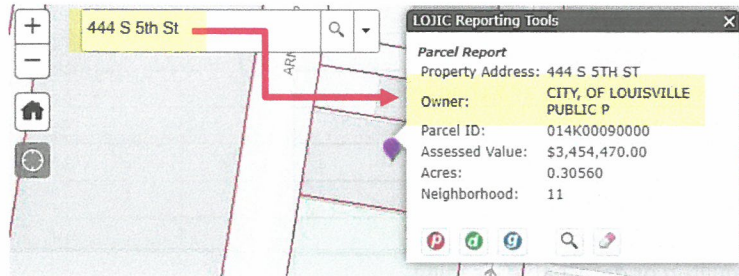 444 S 5th St
LOJIC Reporting Tools
Parcel Report
Property Address: 444 S 5TH ST
Owner: CITY, OF LOUISVILLE
PUBLIC P
Parcel ID: 014K00090000
Assessed Value: $3,454,470.00
Acres: 0.30560
Neighborhood: 11
p d g
ARM